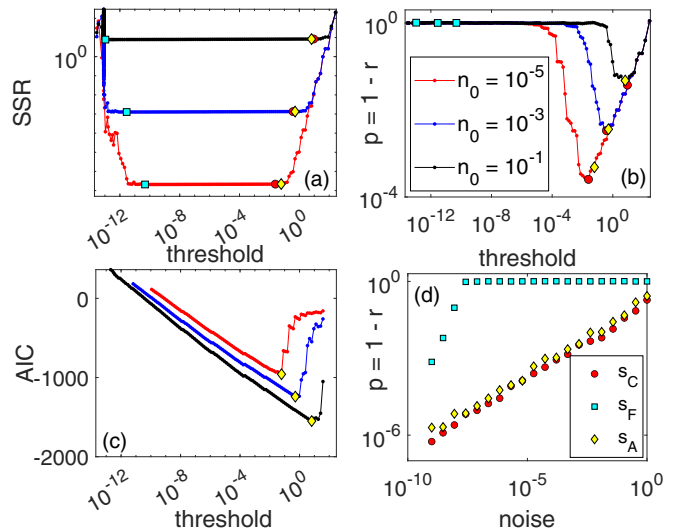 SSR
10^0
10^-12
10^-8
10^-4
10^0
threshold
(a)
p = 1 - r
10^0
10^-4
n_0 = 10^-5
n_0 = 10^-3
n_0 = 10^-1
10^-12
10^-8
10^-4
10^0
threshold
(b)
AIC
0
-1000
-2000
10^-12
10^-8
10^-4
10^0
threshold
(c)
p = 1 - r
10^0
10^-6
(d)
s_C
s_F
s_A
10^-10
10^-5
10^0
noise